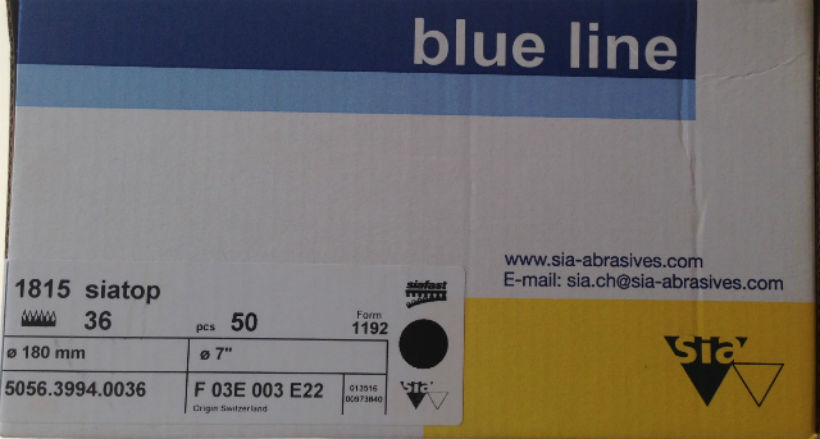 blue line
www.sia-abrasives.com
E-mail: sia.ch@sia-abrasives.com
1815 siatop
siafast
36 pcs 50 Form 1192
ø 180 mm ø 7"
5056.3994.0036 F 03E 003 E22 013516
Origin Switzerland 00973840
sia
sia